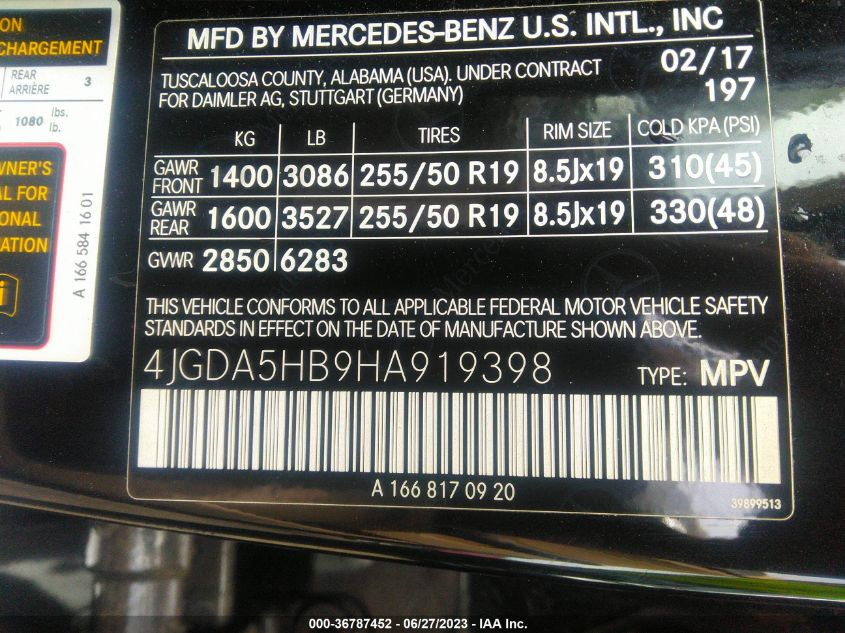 ON
CHARGEMENT
REAR
ARRIÈRE
3
1080 lbs.
lb.
OWNER'S
AL FOR
IONAL
ATION
i
A 166 584 16 01
MFD BY MERCEDES-BENZ U.S. INTL., INC
TUSCALOOSA COUNTY, ALABAMA (USA). UNDER CONTRACT
FOR DAIMLER AG, STUTTGART (GERMANY)
02/17
197
KG LB TIRES RIM SIZE COLD KPA (PSI)
GAWR FRONT 1400 3086 255/50 R19 8.5Jx19 310(45)
GAWR REAR 1600 3527 255/50 R19 8.5Jx19 330(48)
GVWR 2850 6283
THIS VEHICLE CONFORMS TO ALL APPLICABLE FEDERAL MOTOR VEHICLE SAFETY
STANDARDS IN EFFECT ON THE DATE OF MANUFACTURE SHOWN ABOVE.
4JGDA5HB9HA919398 TYPE: MPV
A 166 817 09 20
39899513
000-36787452 - 06/27/2023 - IAA Inc.